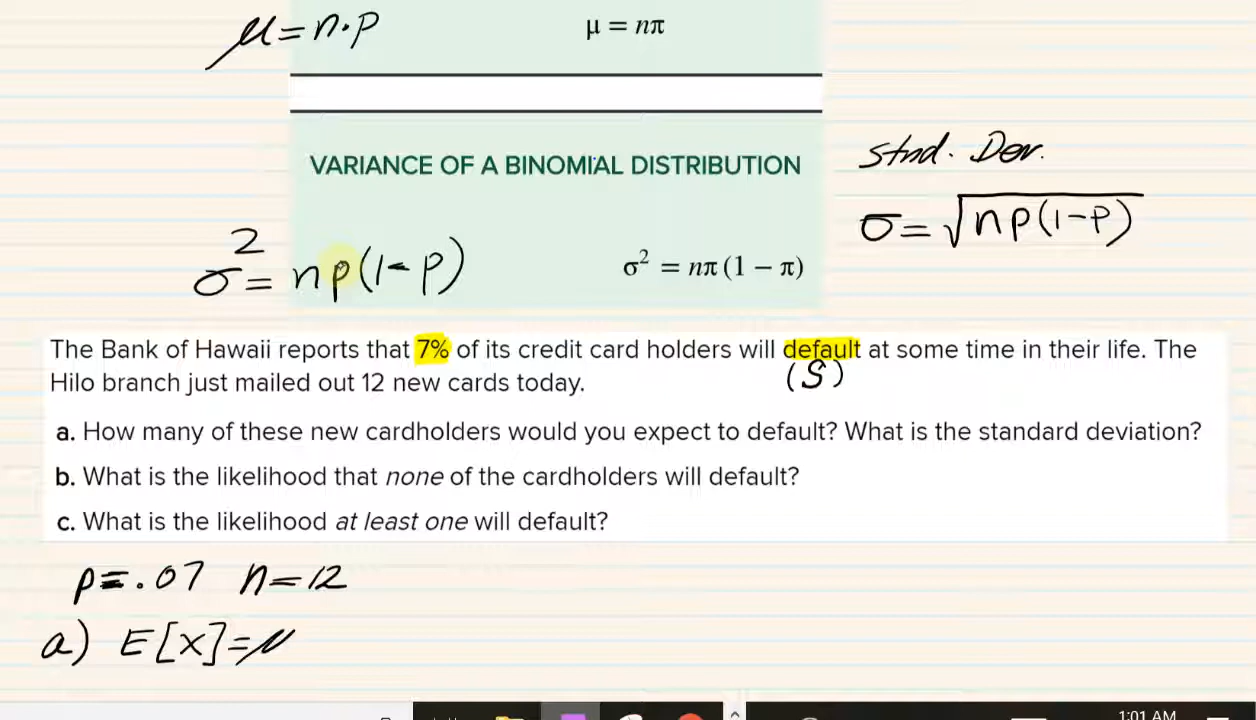 μ = n·p
μ = nπ
VARIANCE OF A BINOMIAL DISTRIBUTION
Stnd. Dev.
σ = √np(1-p)
σ² = np(1-p)
σ² = nπ(1 − π)
The Bank of Hawaii reports that 7% of its credit card holders will default at some time in their life. The
(S)
Hilo branch just mailed out 12 new cards today.
a. How many of these new cardholders would you expect to default? What is the standard deviation?
b. What is the likelihood that none of the cardholders will default?
c. What is the likelihood at least one will default?
p = .07 n = 12
a) E[X] = μ
1:01 AM